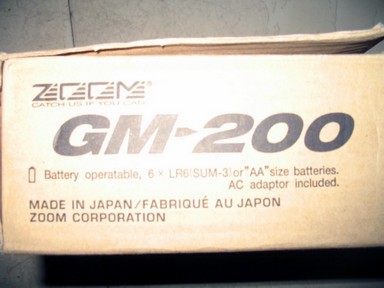 ZOOM®
CATCH US IF YOU CAN
GM-200
Battery operatable, 6 × LR6(SUM-3)or"AA"size batteries.
AC adaptor included.
MADE IN JAPAN/FABRIQUÉ AU JAPON
ZOOM CORPORATION